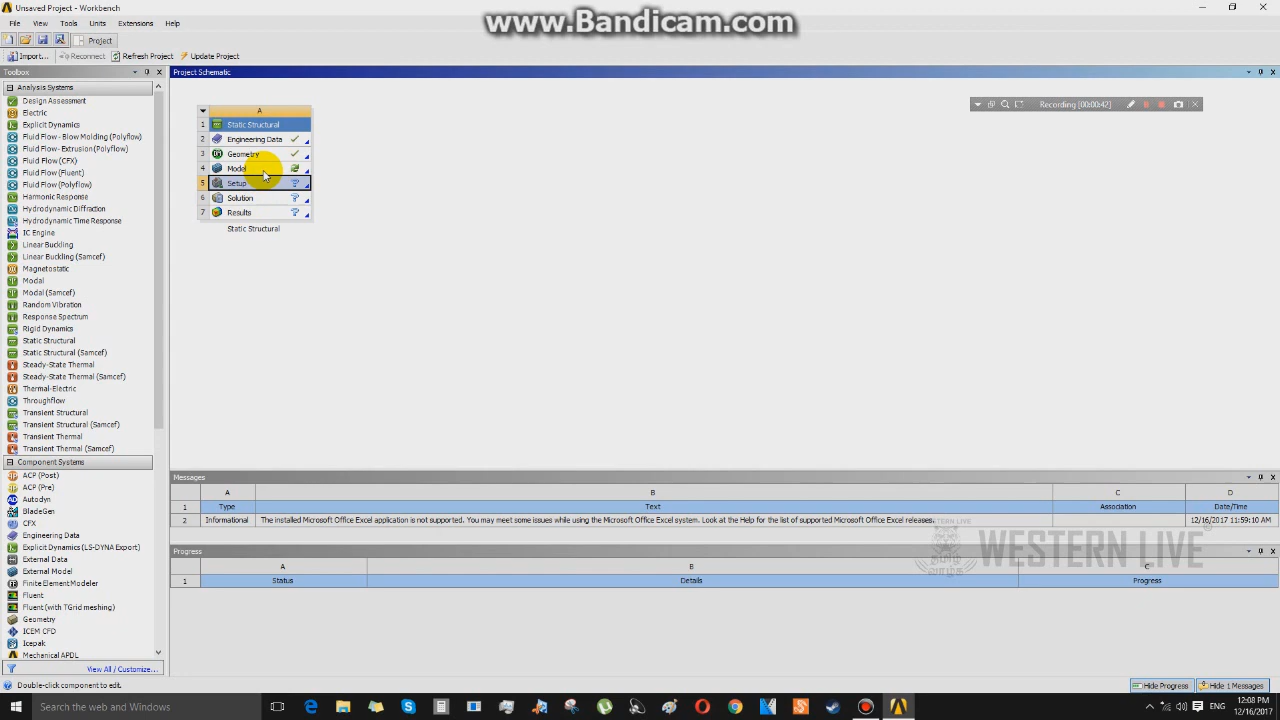 Unsaved Project - Workbench
www.Bandicam.com
File View Tools Units Extensions Help
Project
Import... Reconnect Refresh Project Update Project
Toolbox
Project Schematic
Analysis Systems
Design Assessment
Electric
Explicit Dynamics
Fluid Flow - Blow Molding (Polyflow)
Fluid Flow - Extrusion (Polyflow)
Fluid Flow (CFX)
Fluid Flow (Fluent)
Fluid Flow (Polyflow)
Harmonic Response
Hydrodynamic Diffraction
Hydrodynamic Time Response
IC Engine
Linear Buckling
Linear Buckling (Samcef)
Magnetostatic
Modal
Modal (Samcef)
Random Vibration
Response Spectrum
Rigid Dynamics
Static Structural
Static Structural (Samcef)
Steady-State Thermal
Steady-State Thermal (Samcef)
Thermal-Electric
Throughflow
Transient Structural
Transient Structural (Samcef)
Transient Thermal
Transient Thermal (Samcef)
Component Systems
ACP (Post)
ACP (Pre)
Autodyn
BladeGen
CFX
Engineering Data
Explicit Dynamics (LS-DYNA Export)
External Data
External Model
Finite Element Modeler
Fluent
Fluent (with TGrid meshing)
Geometry
ICEM CFD
Icepak
Mechanical APDL
View All / Customize...
A
1 Static Structural
2 Engineering Data
3 Geometry
4 Model
5 Setup
6 Solution
7 Results
Static Structural
Recording [00:00:42]
Messages
A B C D
1 Type Text Association Date/Time
2 Informational The installed Microsoft Office Excel application is not supported. You may meet some issues while using the Microsoft Office Excel system. Look at the Help for the list of supported Microsoft Office Excel releases. 12/16/2017 11:59:10 AM
WESTERN LIVE
WESTERN LIVE
Progress
A B C
1 Status Details Progress
Double-click component to edit.
Hide Progress Hide 1 Messages
Search the web and Windows
ENG
12:08 PM
12/16/2017